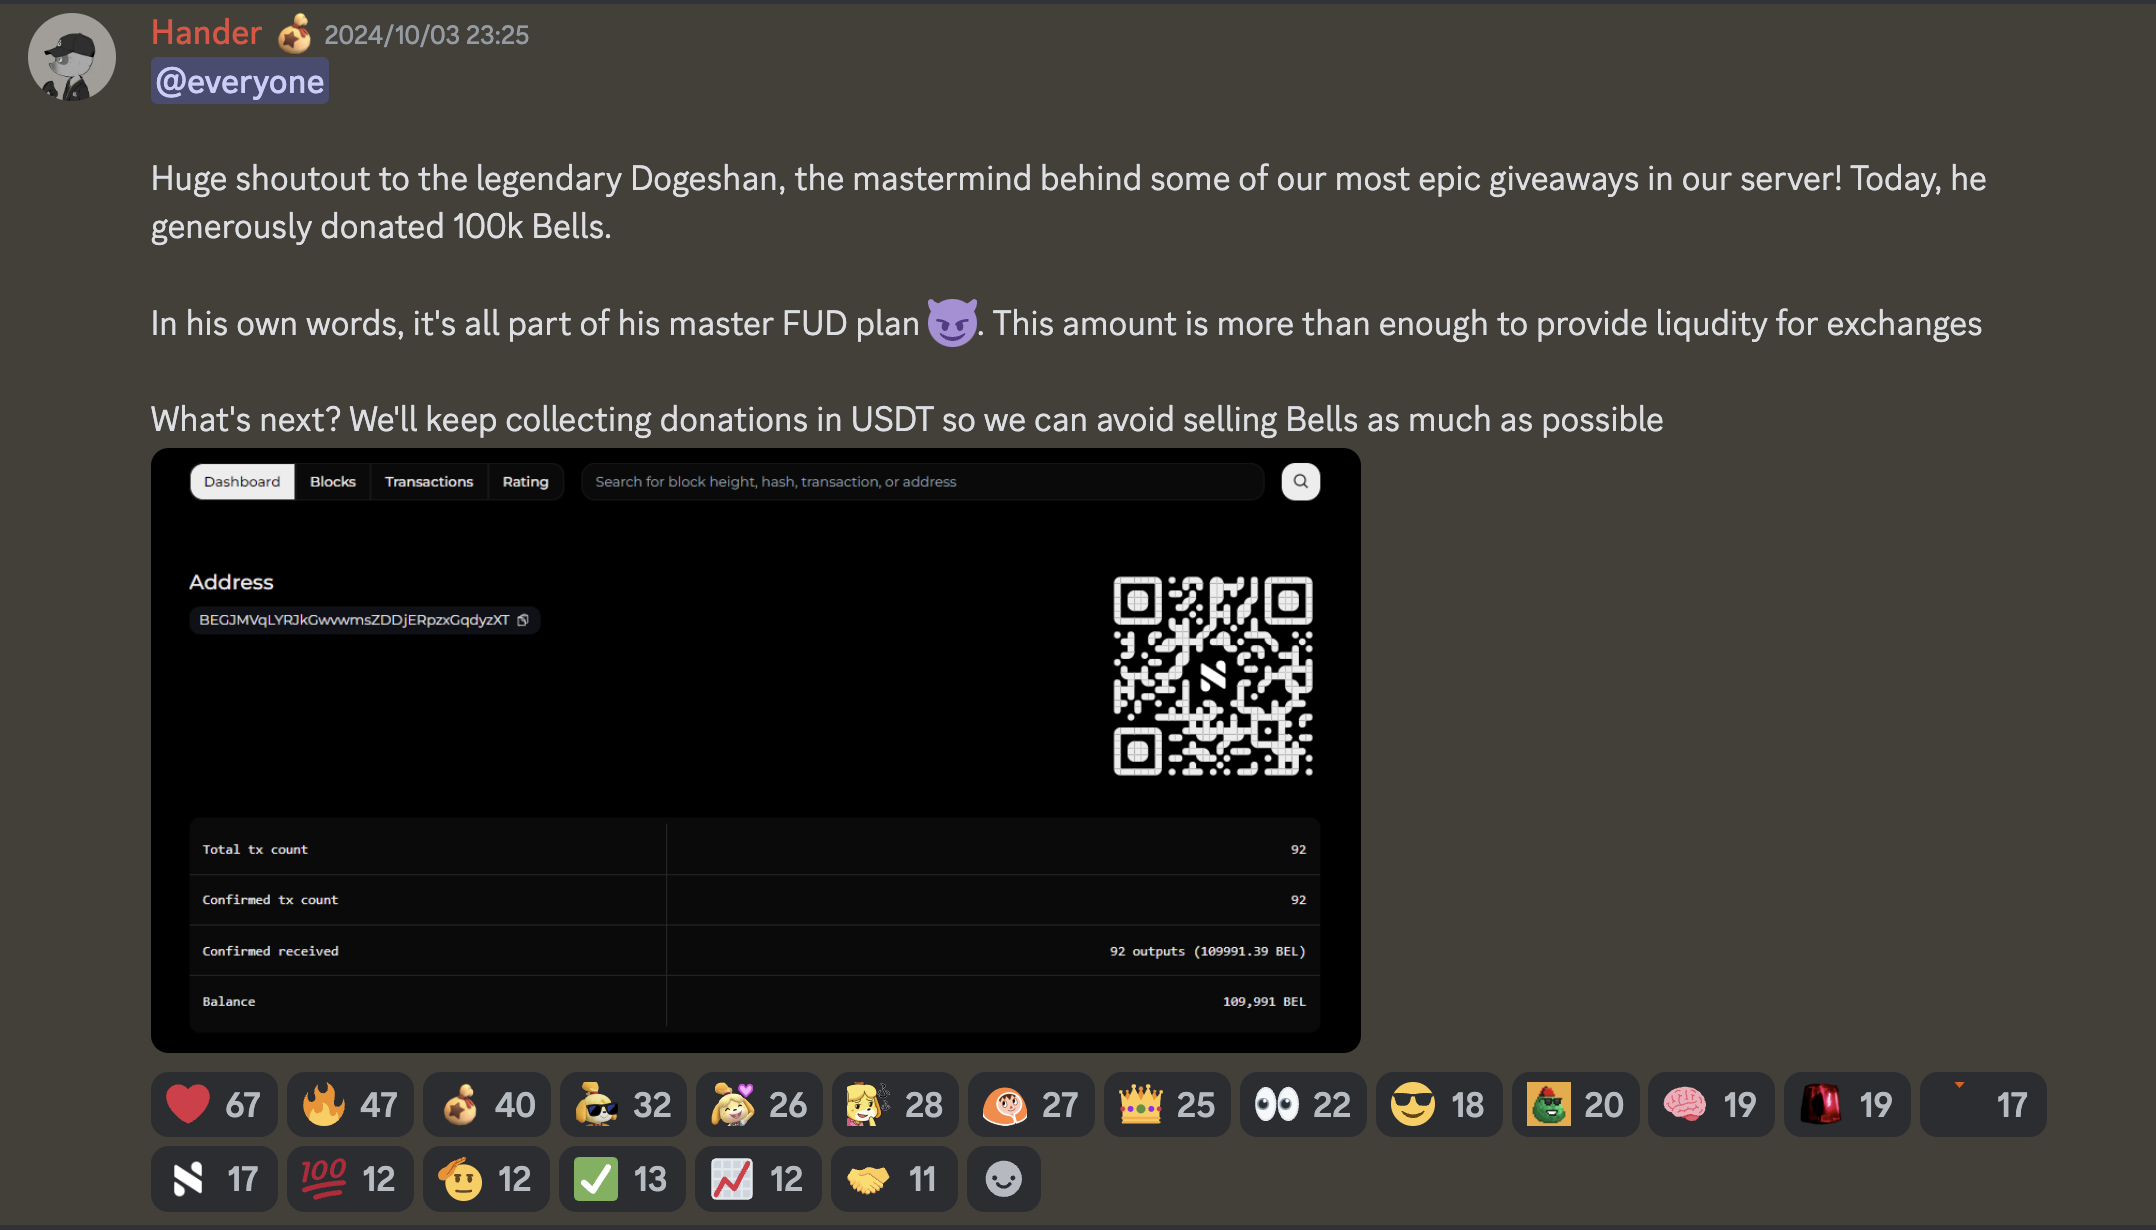 Hander 2024/10/03 23:25
@everyone
Huge shoutout to the legendary Dogeshan, the mastermind behind some of our most epic giveaways in our server! Today, he
generously donated 100k Bells.
In his own words, it's all part of his master FUD plan 😈. This amount is more than enough to provide liqudity for exchanges
What's next? We'll keep collecting donations in USDT so we can avoid selling Bells as much as possible
Dashboard Blocks Transactions Rating Search for block height, hash, transaction, or address
Address
BEGJMVqLYRJkGwvwmsZDDjERpzxGqdyzXT
Total tx count 92
Confirmed tx count 92
Confirmed received 92 outputs (109991.39 BEL)
Balance 109,991 BEL
67 47 40 32 26 28 27 25 22 18 20 19 19 17
17 100 12 12 13 12 11